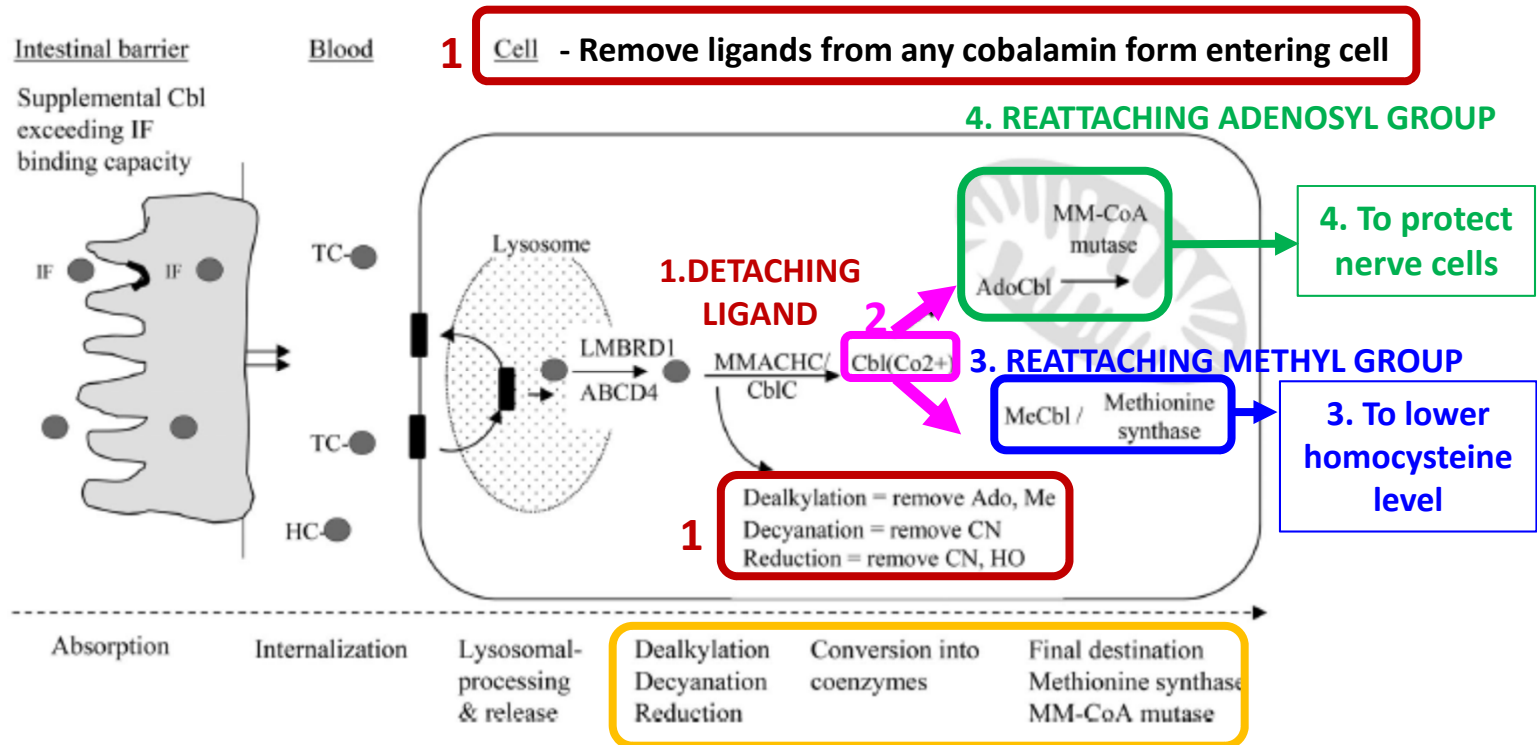 Intestinal barrier
Blood
1
Cell - Remove ligands from any cobalamin form entering cell
Supplemental Cbl
exceeding IF
binding capacity
4. REATTACHING ADENOSYL GROUP
IF
IF
TC-
Lysosome
1.DETACHING
LIGAND
MM-CoA
mutase
AdoCbl
4. To protect
nerve cells
2
LMBRD1
ABCD4
MMACHC/
CblC
Cbl(Co2+)
3. REATTACHING METHYL GROUP
MeCbl /
Methionine
synthase
3. To lower
homocysteine
level
TC-
HC-
1
Dealkylation = remove Ado, Me
Decyanation = remove CN
Reduction = remove CN, HO
Absorption
Internalization
Lysosomal-
processing
& release
Dealkylation
Decyanation
Reduction
Conversion into
coenzymes
Final destination
Methionine synthase
MM-CoA mutase